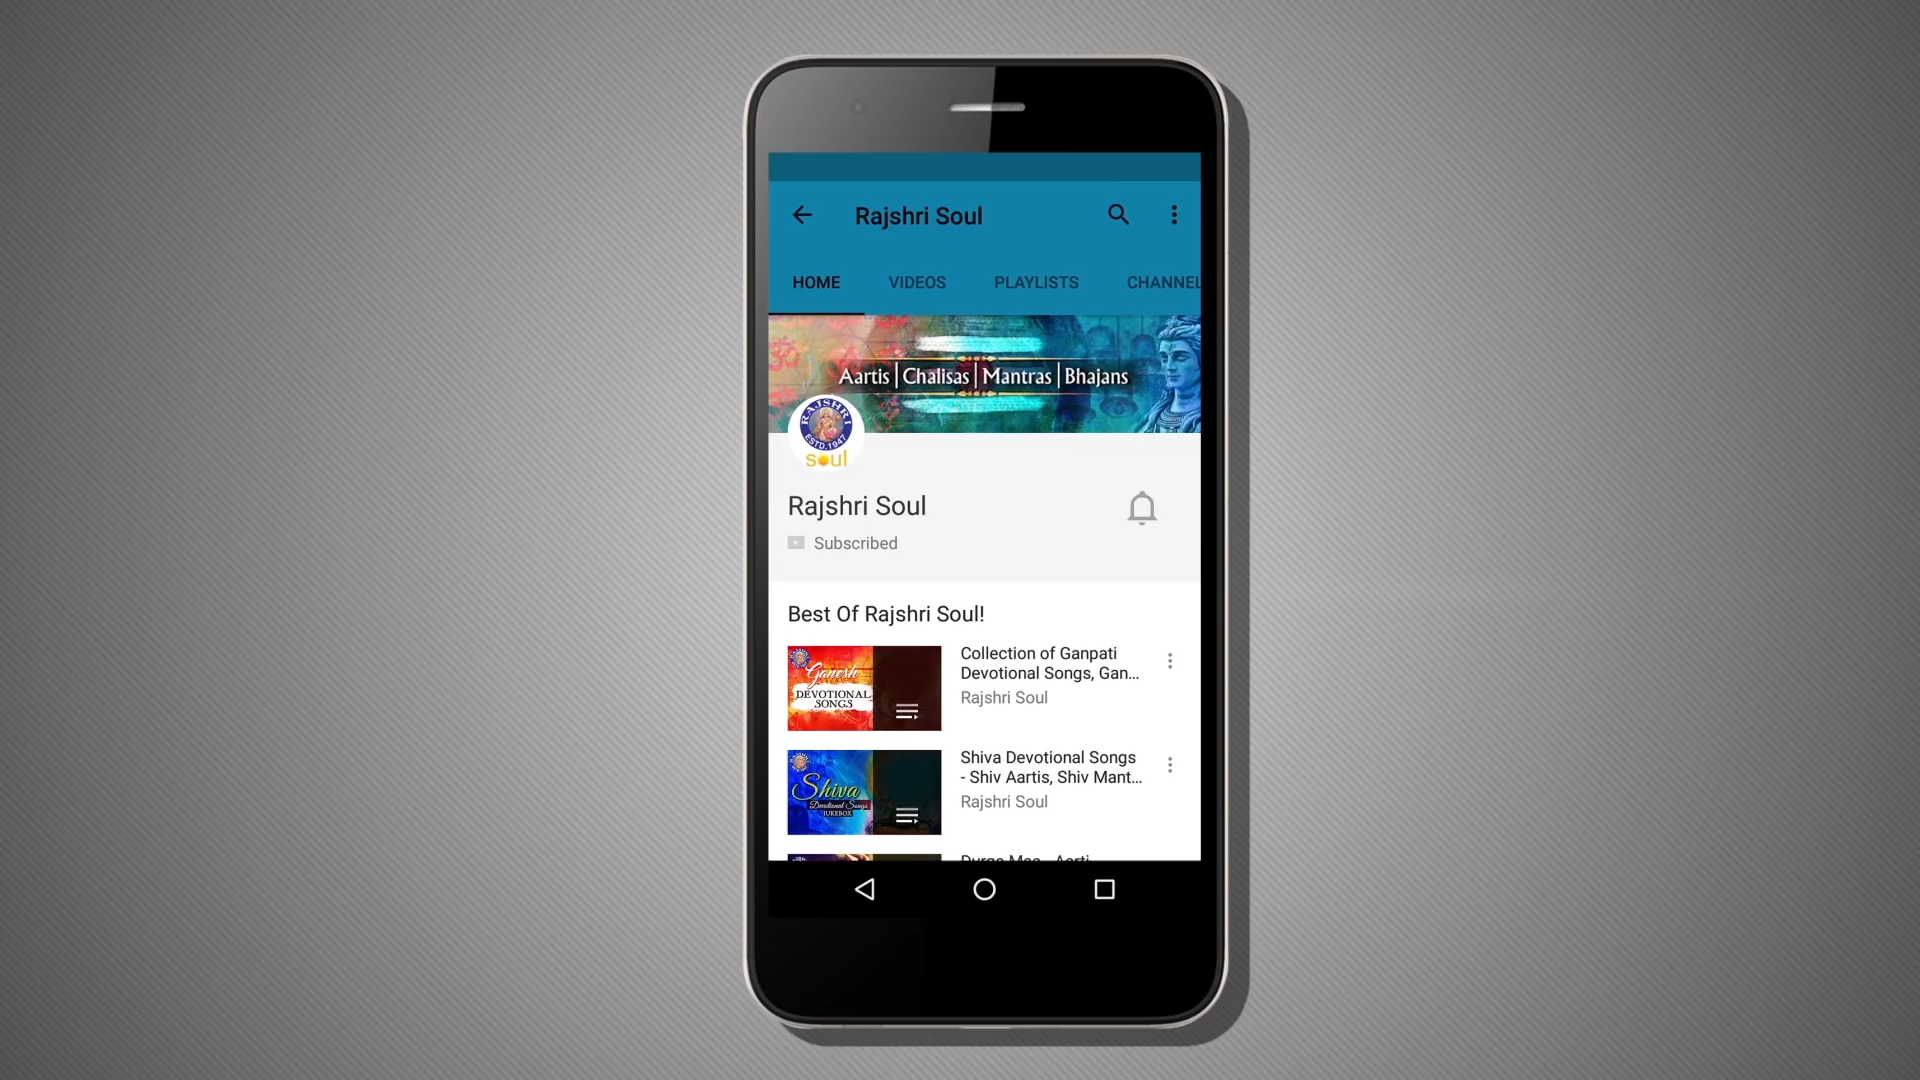 Rajshri Soul
HOME VIDEOS PLAYLISTS CHANNEL
Aartis | Chalisas | Mantras | Bhajans
RAJSHRI
ESTD.1947
soul
Rajshri Soul
Subscribed
Best Of Rajshri Soul!
Ganesh
DEVOTIONAL
SONGS
Collection of Ganpati
Devotional Songs, Gan...
Rajshri Soul
Shiva
Devotional Songs
JUKEBOX
Shiva Devotional Songs
- Shiv Aartis, Shiv Mant...
Rajshri Soul